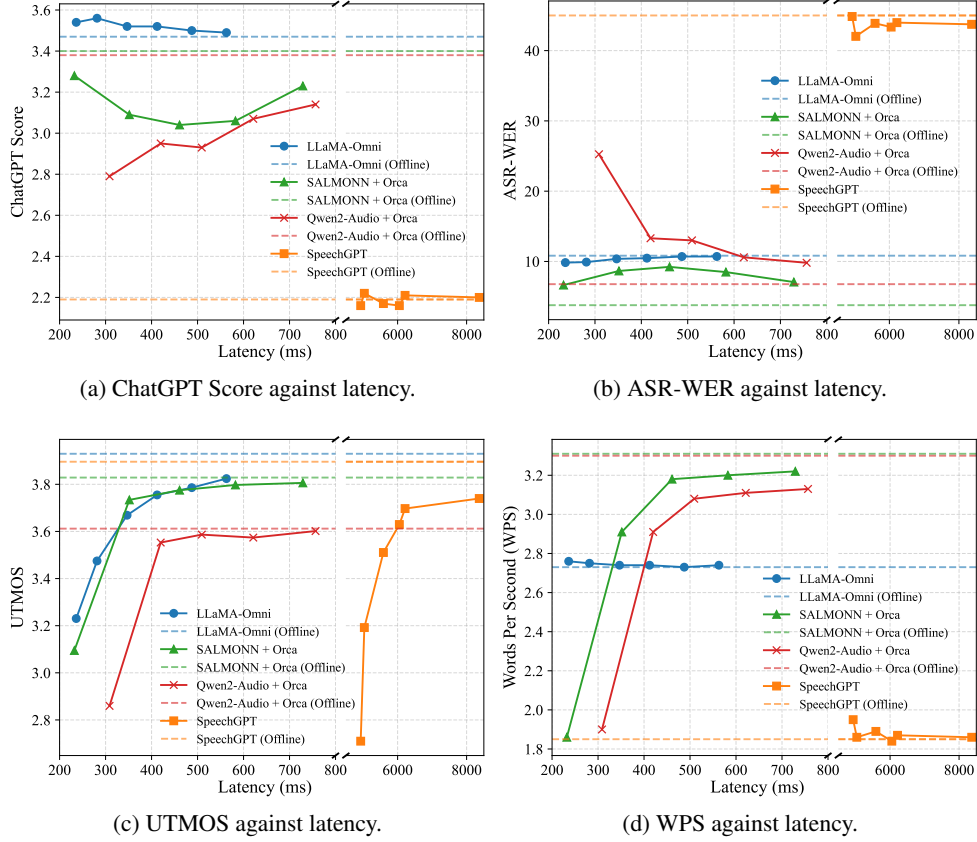 3.6
3.4
3.2
3.0
2.8
2.6
2.4
2.2
ChatGPT Score
LLaMA-Omni
LLaMA-Omni (Offline)
SALMONN + Orca
SALMONN + Orca (Offline)
Qwen2-Audio + Orca
Qwen2-Audio + Orca (Offline)
SpeechGPT
SpeechGPT (Offline)
200 300 400 500 600 700 800 6000 8000
Latency (ms)
(a) ChatGPT Score against latency.
40
30
20
10
ASR-WER
LLaMA-Omni
LLaMA-Omni (Offline)
SALMONN + Orca
SALMONN + Orca (Offline)
Qwen2-Audio + Orca
Qwen2-Audio + Orca (Offline)
SpeechGPT
SpeechGPT (Offline)
200 300 400 500 600 700 800 6000 8000
Latency (ms)
(b) ASR-WER against latency.
3.8
3.6
3.4
3.2
3.0
2.8
UTMOS
LLaMA-Omni
LLaMA-Omni (Offline)
SALMONN + Orca
SALMONN + Orca (Offline)
Qwen2-Audio + Orca
Qwen2-Audio + Orca (Offline)
SpeechGPT
SpeechGPT (Offline)
200 300 400 500 600 700 800 6000 8000
Latency (ms)
(c) UTMOS against latency.
3.2
3.0
2.8
2.6
2.4
2.2
2.0
1.8
Words Per Second (WPS)
LLaMA-Omni
LLaMA-Omni (Offline)
SALMONN + Orca
SALMONN + Orca (Offline)
Qwen2-Audio + Orca
Qwen2-Audio + Orca (Offline)
SpeechGPT
SpeechGPT (Offline)
200 300 400 500 600 700 800 6000 8000
Latency (ms)
(d) WPS against latency.